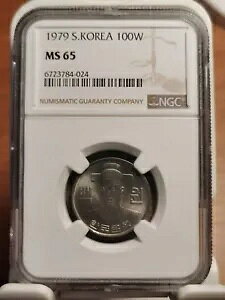 1979 S.KOREA 100W
MS 65
6723784-024
NUMISMATIC GUARANTY COMPANY
NGC